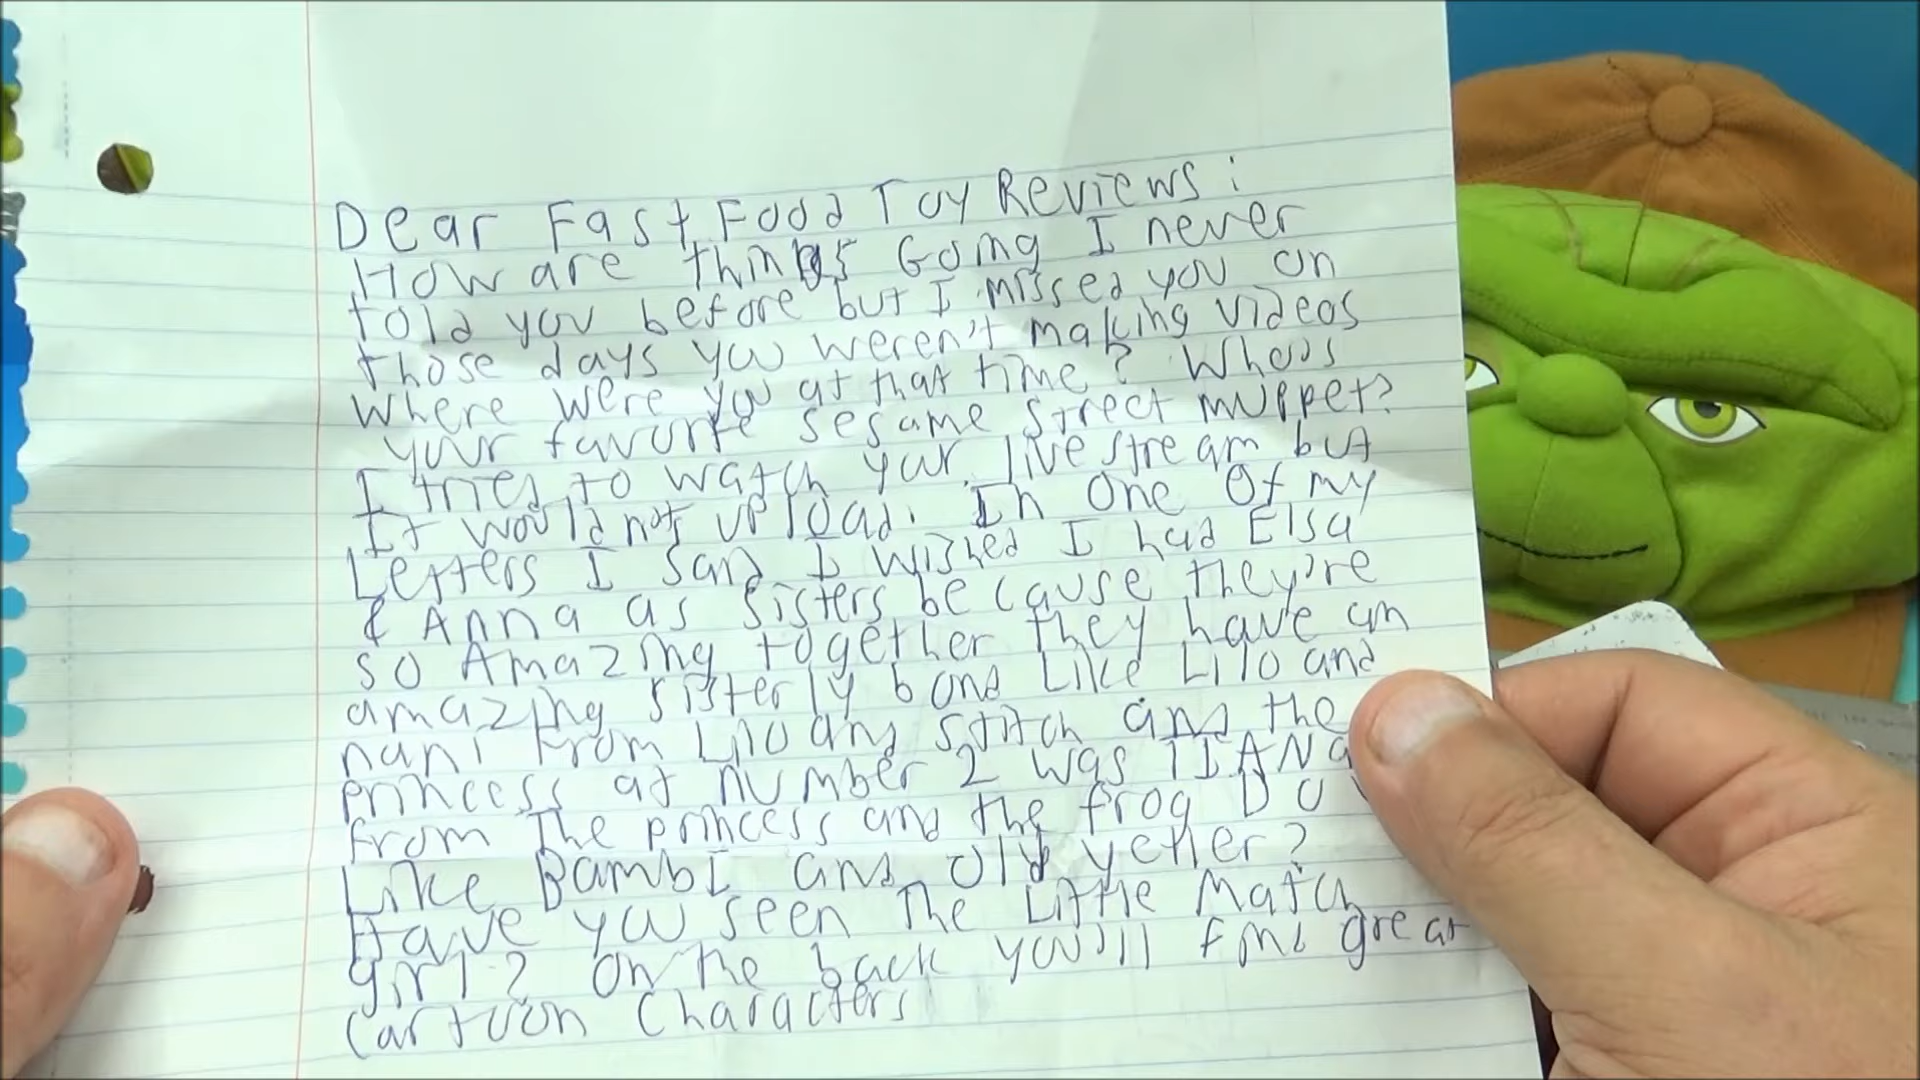 Dear Fast Food Toy Reviews:
How are things Going I never
told you before but I missed you on
those days you weren't making videos
where were you at that time? Whoos
your favorite sesame street muppet?
I tried to watch your livestream but
It would not upload. In One Of my
Letters I said I wished I had Elsa
& Anna as sisters because they're
so Amazing together they have an
amazing sisterly bond Like Lilo and
nani from Lilo and Stitch and the
princess at number 2 was TIANa
from The princess and the frog DO
Like BambI and Old yeller?
Have you seen The Little Match
girl? On the back you'll find great
Cartoon Characters